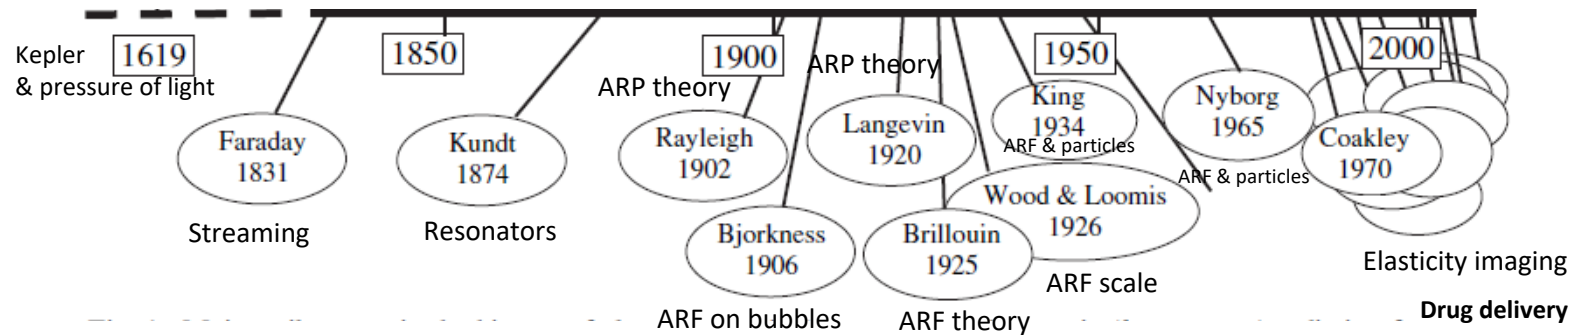 Kepler
& pressure of light
1619
1850
1900
1950
2000
Faraday
1831
Streaming
Kundt
1874
Resonators
ARP theory
Rayleigh
1902
Bjorkness
1906
ARF on bubbles
ARP theory
Langevin
1920
Brillouin
1925
ARF theory
Wood & Loomis
1926
ARF scale
King
1934
ARF & particles
ARF & particles
Nyborg
1965
Coakley
1970
Elasticity imaging
Drug delivery